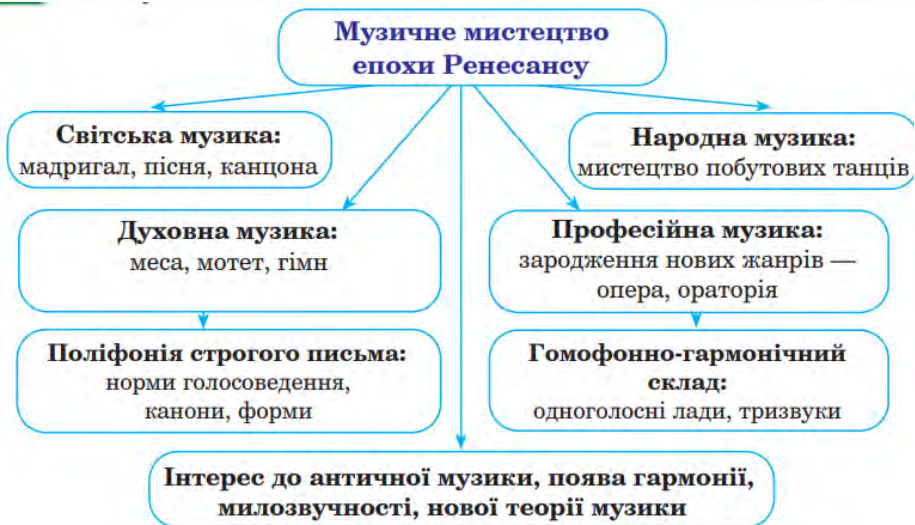 Музичне мистецтво
епохи Ренесансу
Світська музика:
мадригал, пісня, канцона
Народна музика:
мистецтво побутових танців
Духовна музика:
меса, мотет, гімн
Професійна музика:
зародження нових жанрів —
опера, ораторія
Поліфонія строгого письма:
норми голосоведення,
канони, форми
Гомофонно-гармонічний
склад:
одноголосні лади, тризвуки
Інтерес до античної музики, поява гармонії,
милозвучності, нової теорії музики